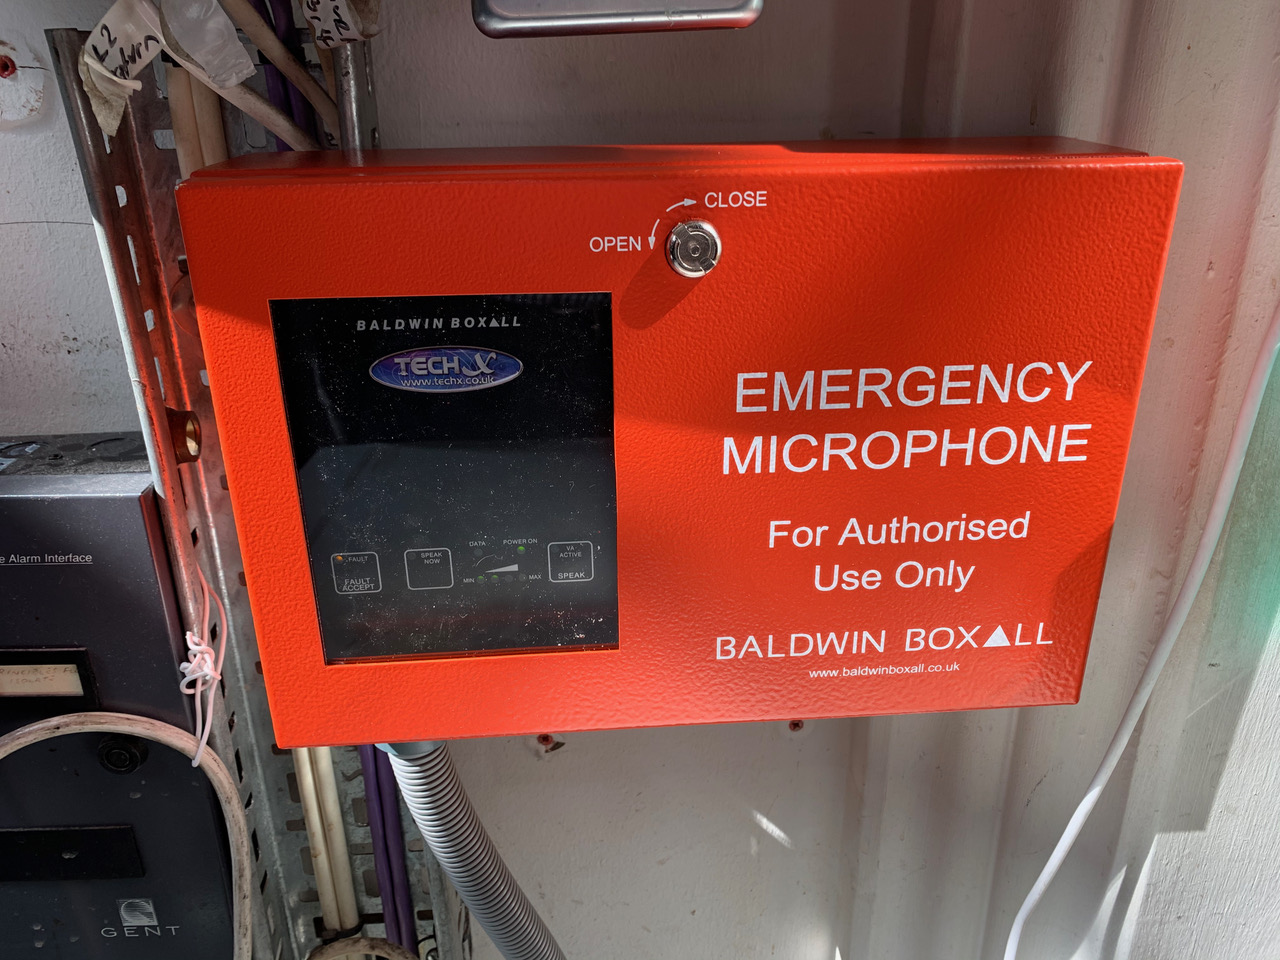 L2
CLOSE
OPEN
BALDWIN BOXALL
TECH X
www.techx.co.uk
EMERGENCY
MICROPHONE
For Authorised
Use Only
BALDWIN BOXALL
www.baldwinboxall.co.uk
FAULT
FAULT
ACCEPT
SPEAK
NOW
DATA
POWER ON
MIN
MAX
VA
ACTIVE
SPEAK
e Alarm Interface
GENT